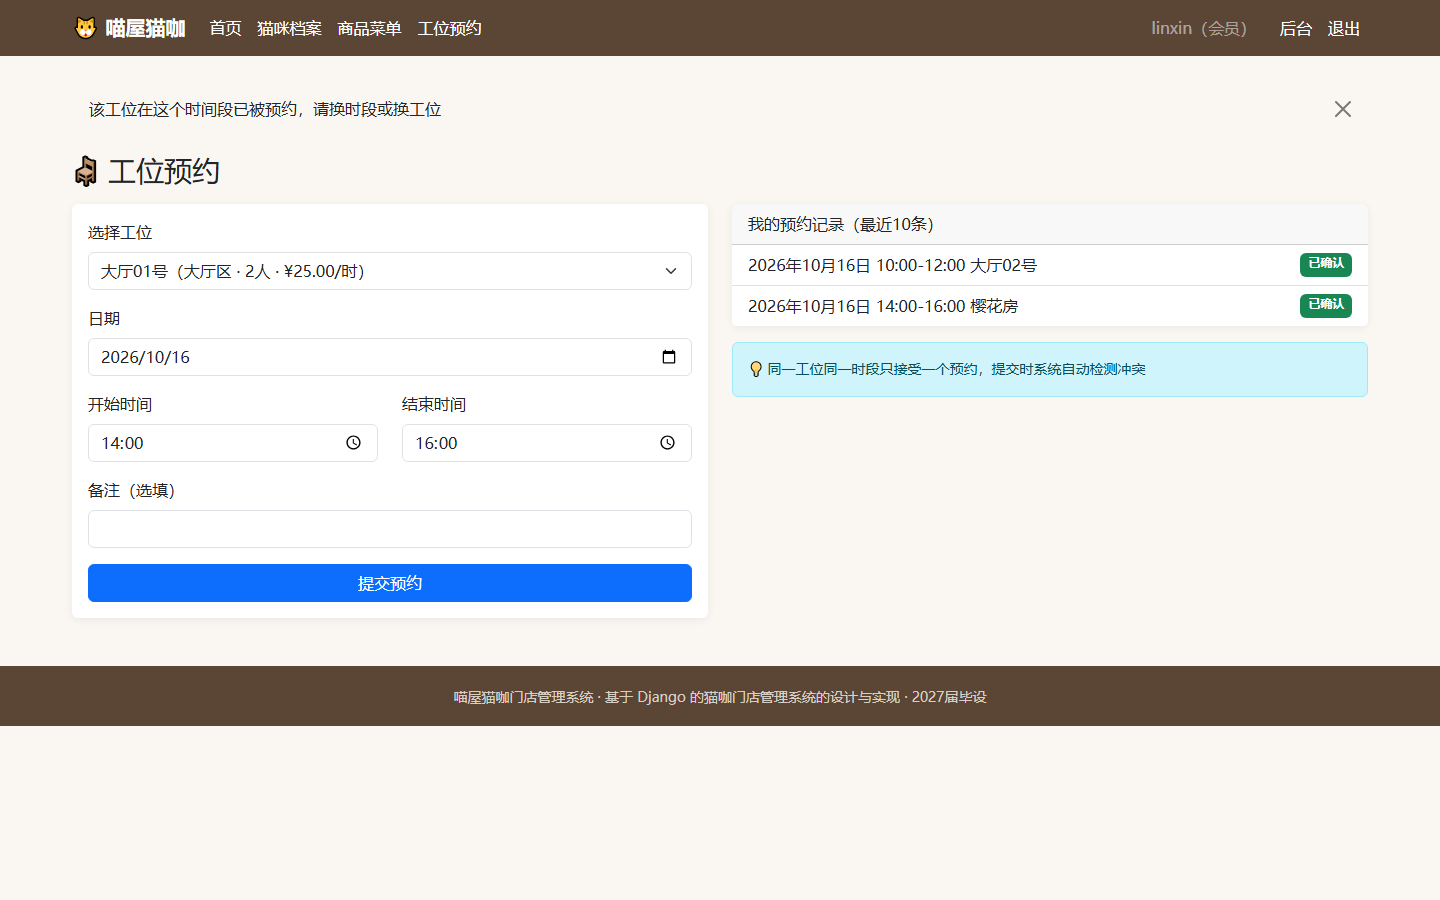 喵屋猫咖 首页 猫咪档案 商品菜单 工位预约 linxin（会员） 后台 退出
该工位在这个时间段已被预约，请换时段或换工位
工位预约
选择工位
大厅01号（大厅区 · 2人 · ¥25.00/时）
日期
2026/10/16
开始时间 结束时间
14:00 16:00
备注（选填）
提交预约
我的预约记录（最近10条）
2026年10月16日 10:00-12:00 大厅02号 已确认
2026年10月16日 14:00-16:00 樱花房 已确认
同一工位同一时段只接受一个预约，提交时系统自动检测冲突
喵屋猫咖门店管理系统 · 基于 Django 的猫咖门店管理系统的设计与实现 · 2027届毕设